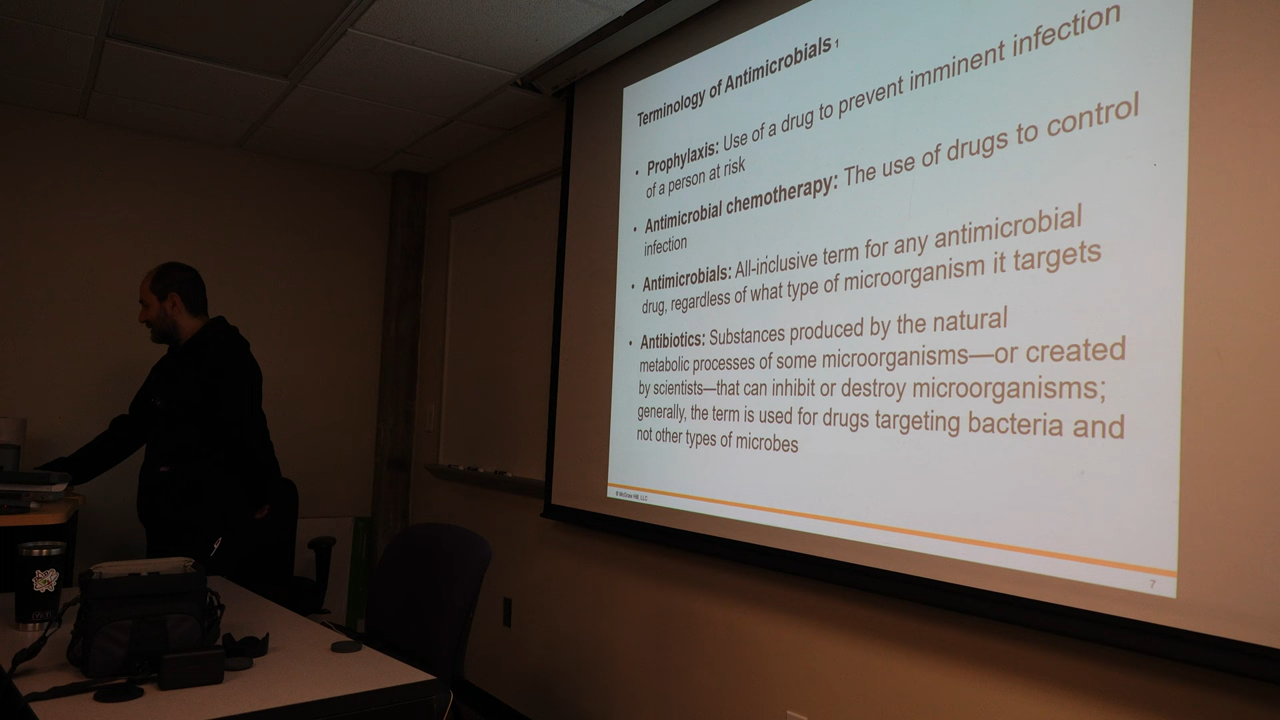 Terminology of Antimicrobials 1
• Prophylaxis: Use of a drug to prevent imminent infection
of a person at risk
• Antimicrobial chemotherapy: The use of drugs to control
infection
• Antimicrobials: All-inclusive term for any antimicrobial
drug, regardless of what type of microorganism it targets
• Antibiotics: Substances produced by the natural
metabolic processes of some microorganisms—or created
by scientists—that can inhibit or destroy microorganisms;
generally, the term is used for drugs targeting bacteria and
not other types of microbes
© McGraw Hill, LLC
7